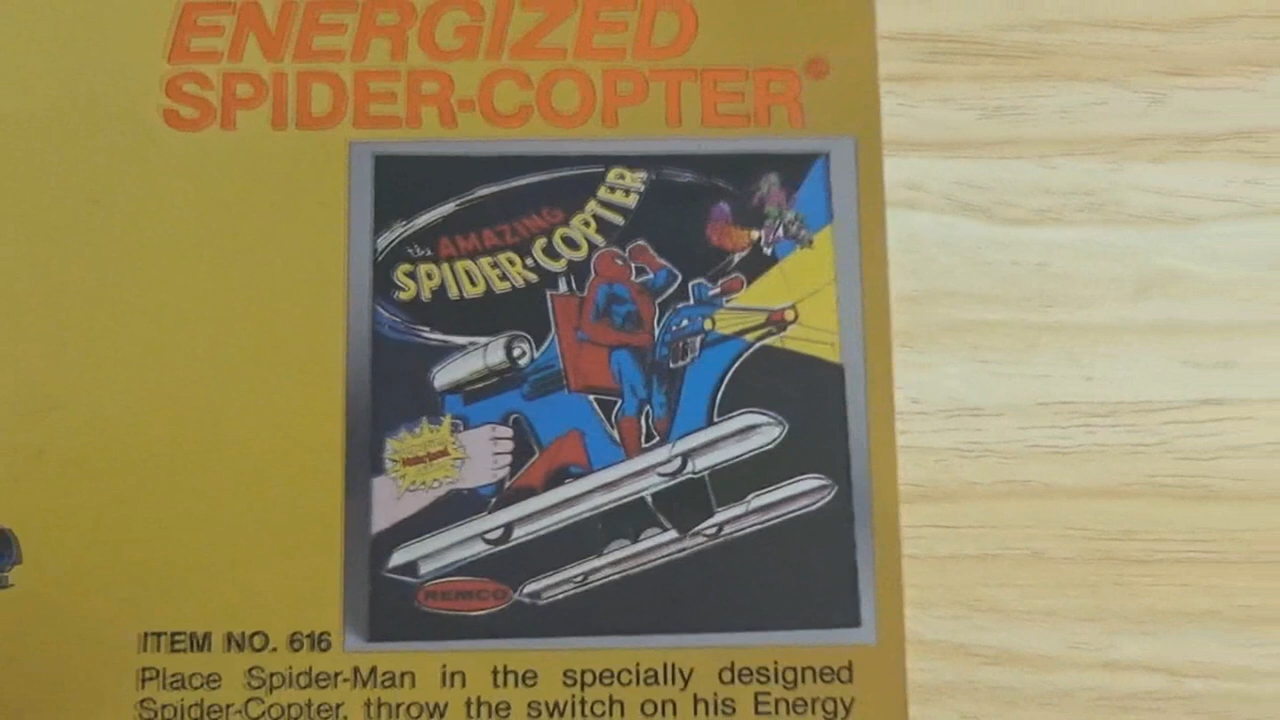 ENERGIZED
SPIDER-COPTER®
the AMAZING
SPIDER-COPTER
REMCO
ITEM NO. 616
Place Spider-Man in the specially designed
Spider-Copter, throw the switch on his Energy